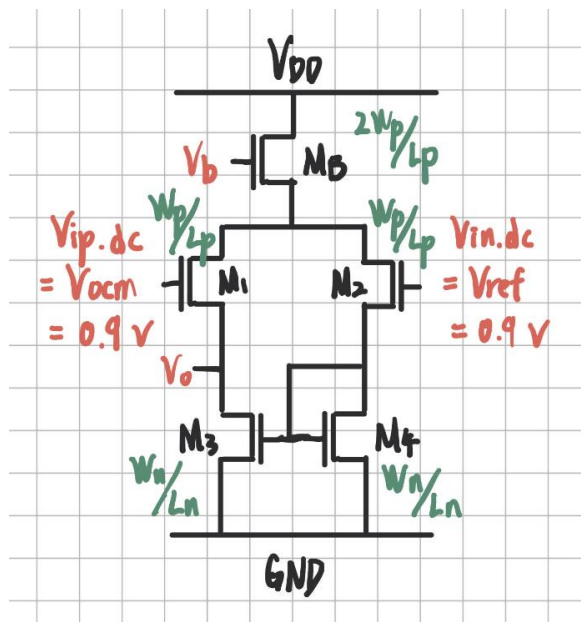 VDD
2Wp/Lp
Vb
MB
Wp/Lp
Wp/Lp
Vip.dc
= Vocm
= 0.9 V
M1
M2
Vin.dc
= Vref
= 0.9 V
Vo
M3
M4
Wn/Ln
Wn/Ln
GND